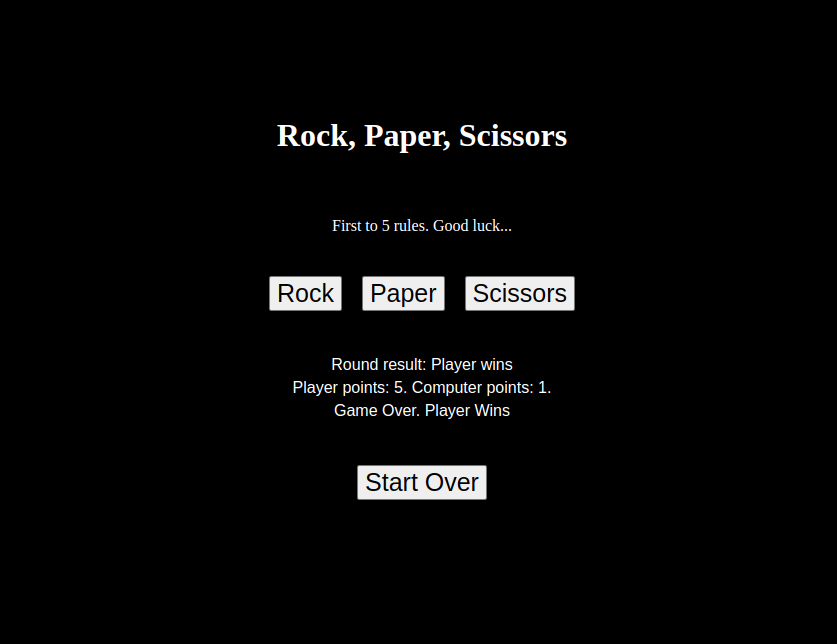 Rock, Paper, Scissors
First to 5 rules. Good luck...
Rock Paper Scissors
Round result: Player wins
Player points: 5. Computer points: 1.
Game Over. Player Wins
Start Over